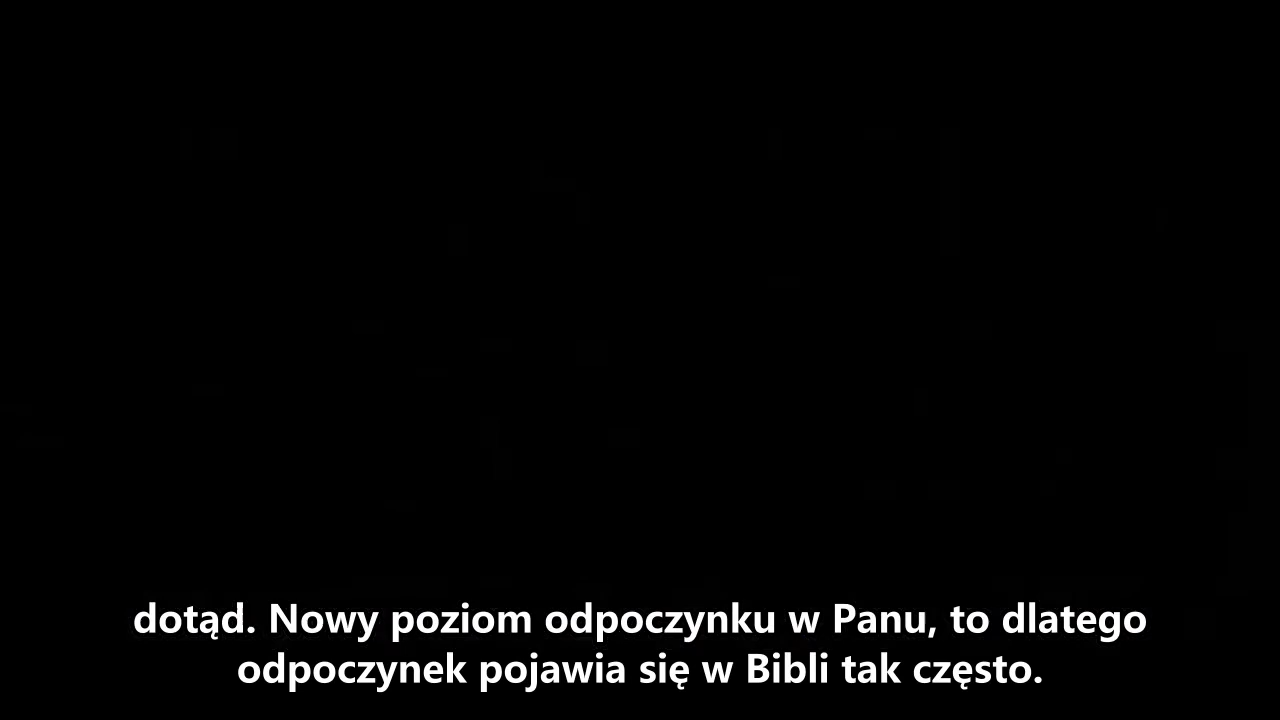 dotąd. Nowy poziom odpoczynku w Panu, to dlatego
odpoczynek pojawia się w Bibli tak często.